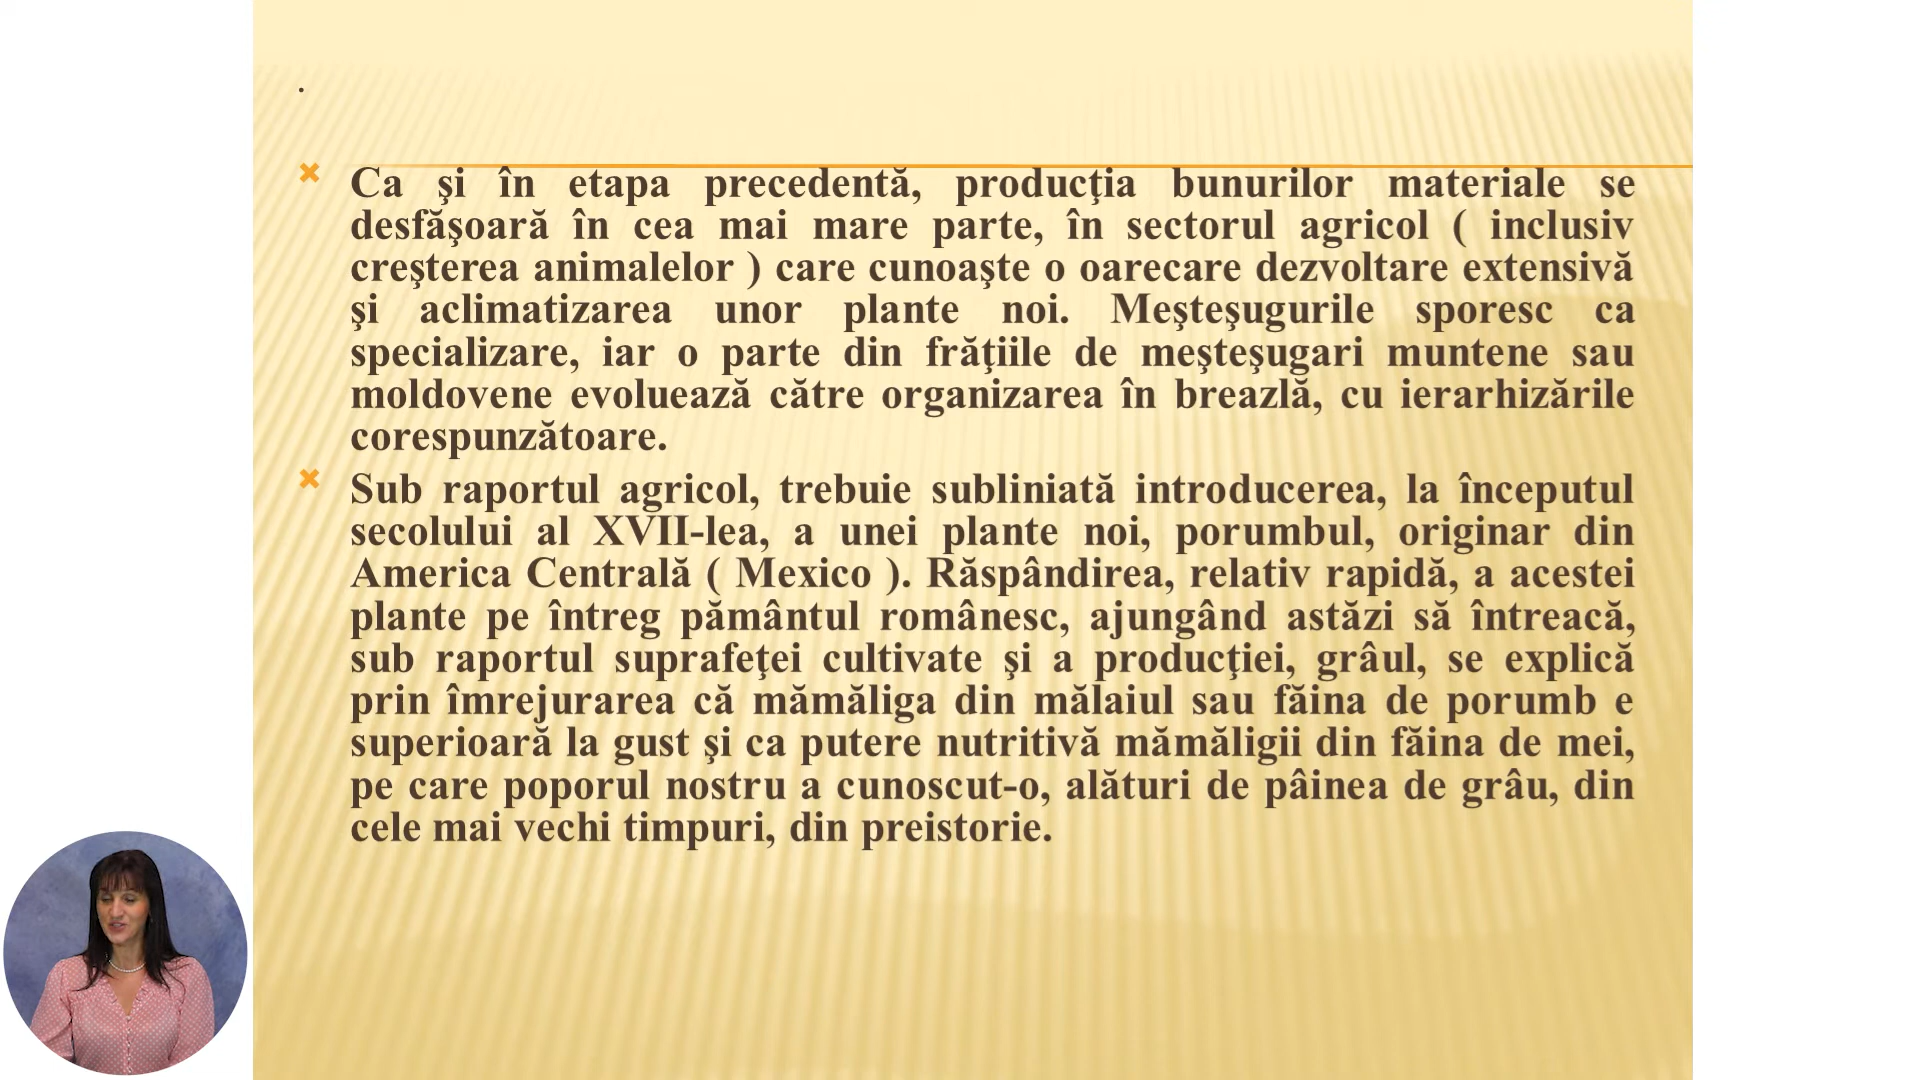 .
Ca şi în etapa precedentă, producţia bunurilor materiale se
desfăşoară în cea mai mare parte, în sectorul agricol ( inclusiv
creşterea animalelor ) care cunoaşte o oarecare dezvoltare extensivă
şi aclimatizarea unor plante noi. Meşteşugurile sporesc ca
specializare, iar o parte din frăţiile de meşteşugari muntene sau
moldovene evoluează către organizarea în breazlă, cu ierarhizările
corespunzătoare.
Sub raportul agricol, trebuie subliniată introducerea, la începutul
secolului al XVII-lea, a unei plante noi, porumbul, originar din
America Centrală ( Mexico ). Răspândirea, relativ rapidă, a acestei
plante pe întreg pământul românesc, ajungând astăzi să întreacă,
sub raportul suprafeţei cultivate şi a producţiei, grâul, se explică
prin îmrejurarea că mămăliga din mălaiul sau făina de porumb e
superioară la gust şi ca putere nutritivă mămăligii din făina de mei,
pe care poporul nostru a cunoscut-o, alături de pâinea de grâu, din
cele mai vechi timpuri, din preistorie.